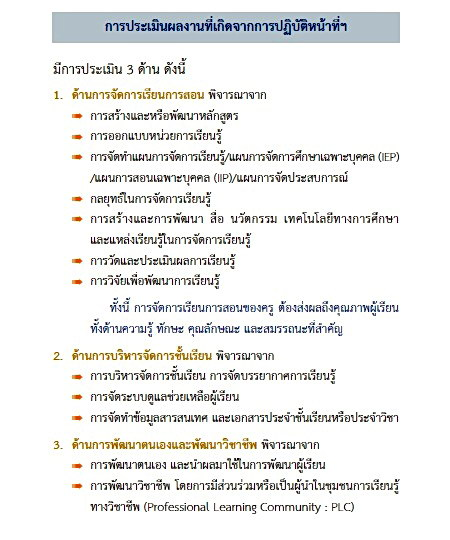 การประเมินผลงานที่เกิดจากการปฏิบัติหน้าที่ฯ
มีการประเมิน 3 ด้าน ดังนี้
1. ด้านการจัดการเรียนการสอน พิจารณาจาก
การสร้างและหรือพัฒนาหลักสูตร
การออกแบบหน่วยการเรียนรู้
การจัดทำแผนการจัดการเรียนรู้/แผนการจัดการศึกษาเฉพาะบุคคล (IEP)
/แผนการสอนเฉพาะบุคคล (IIP)/แผนการจัดประสบการณ์
กลยุทธ์ในการจัดการเรียนรู้
การสร้างและการพัฒนา สื่อ นวัตกรรม เทคโนโลยีทางการศึกษา
และแหล่งเรียนรู้ในการจัดการเรียนรู้
การวัดและประเมินผลการเรียนรู้
การวิจัยเพื่อพัฒนาการเรียนรู้
ทั้งนี้ การจัดการเรียนการสอนของครู ต้องส่งผลถึงคุณภาพผู้เรียน
ทั้งด้านความรู้ ทักษะ คุณลักษณะ และสมรรถนะที่สำคัญ
2. ด้านการบริหารจัดการชั้นเรียน พิจารณาจาก
การบริหารจัดการชั้นเรียน การจัดบรรยากาศการเรียนรู้
การจัดระบบดูแลช่วยเหลือผู้เรียน
การจัดทำข้อมูลสารสนเทศ และเอกสารประจำชั้นเรียนหรือประจำวิชา
3. ด้านการพัฒนาตนเองและพัฒนาวิชาชีพ พิจารณาจาก
การพัฒนาตนเอง และนำผลมาใช้ในการพัฒนาผู้เรียน
การพัฒนาวิชาชีพ โดยการมีส่วนร่วมหรือเป็นผู้นำในชุมชนการเรียนรู้
ทางวิชาชีพ (Professional Learning Community : PLC)